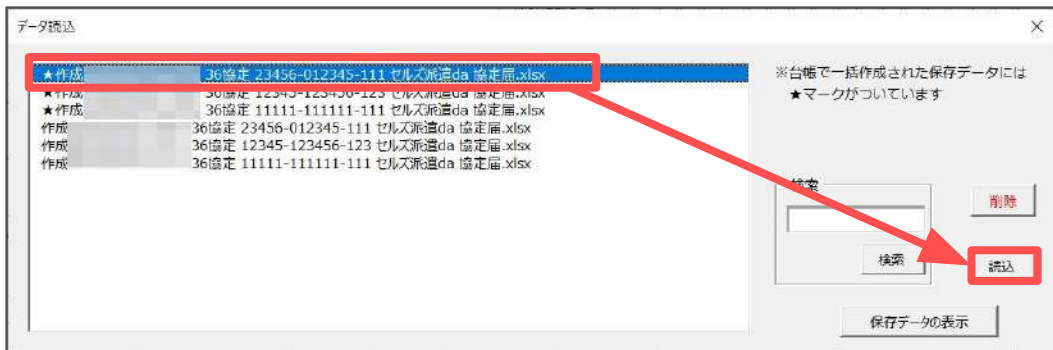 データ読込
★作成 36協定 23456-012345-111 セルズ派遣da 協定届.xlsx
★作成 36協定 12345-123456-123 セルズ派遣da 協定届.xlsx
★作成 36協定 11111-111111-111 セルズ派遣da 協定届.xlsx
作成 36協定 23456-012345-111 セルズ派遣da 協定届.xlsx
作成 36協定 12345-123456-123 セルズ派遣da 協定届.xlsx
作成 36協定 11111-111111-111 セルズ派遣da 協定届.xlsx
※台帳で一括作成された保存データには
★マークがついています
検索
削除
検索
読込
保存データの表示